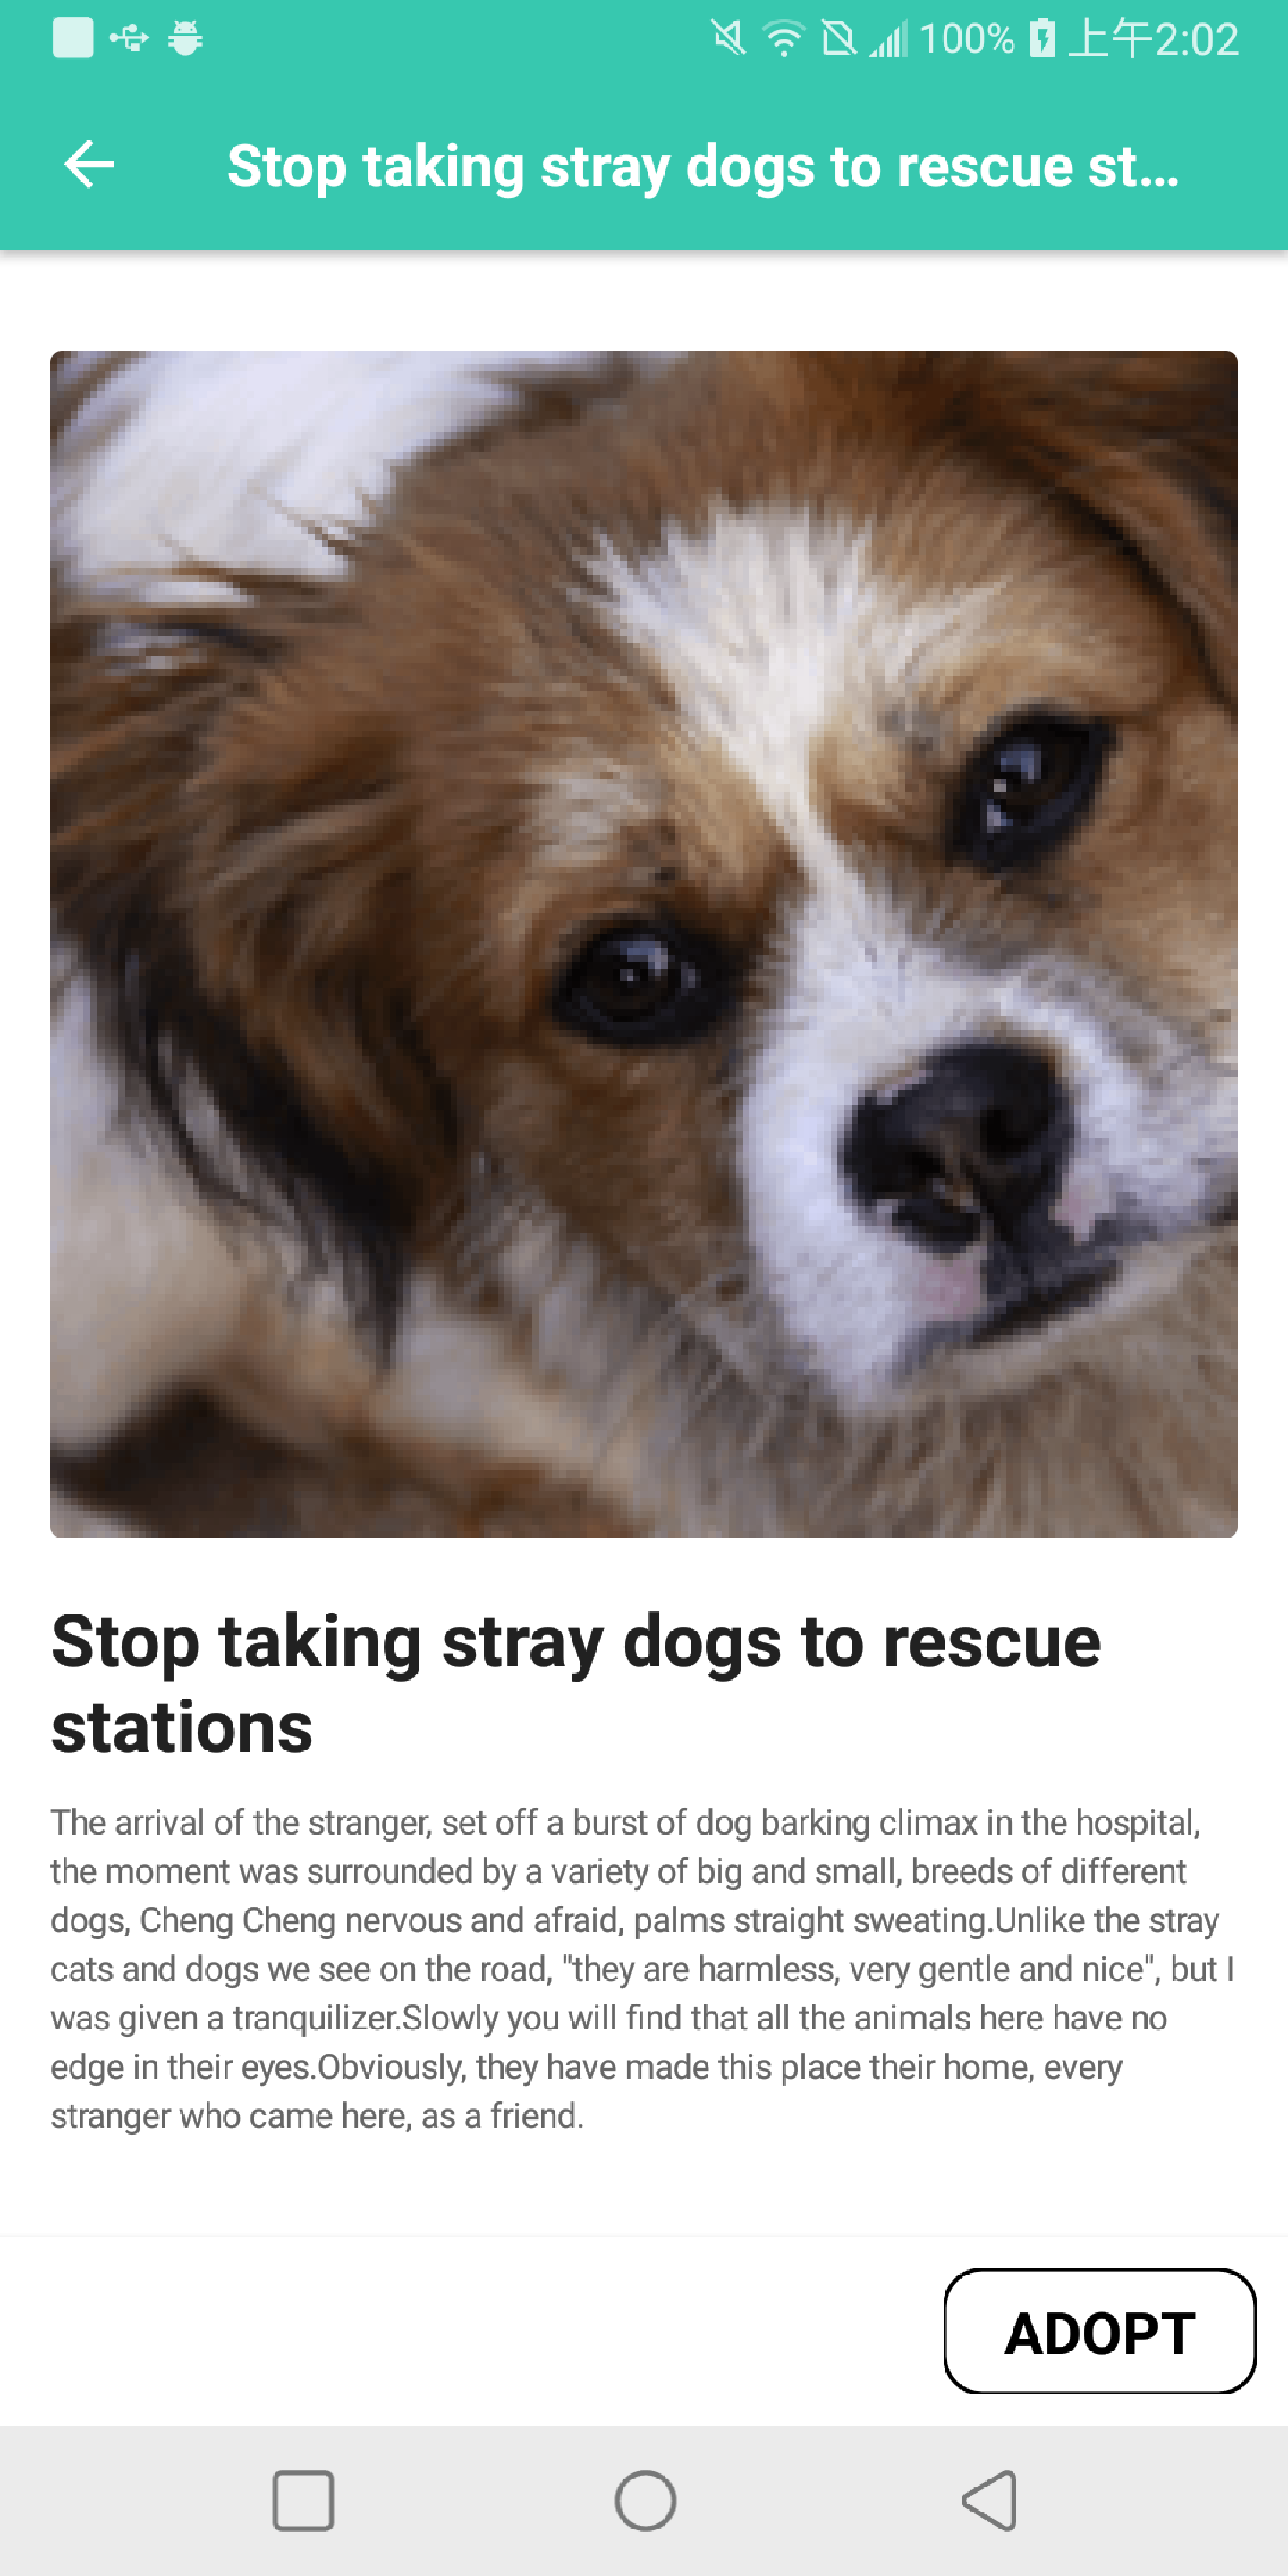 100% 上午2:02
Stop taking stray dogs to rescue st...
Stop taking stray dogs to rescue
stations
The arrival of the stranger, set off a burst of dog barking climax in the hospital,
the moment was surrounded by a variety of big and small, breeds of different
dogs, Cheng Cheng nervous and afraid, palms straight sweating.Unlike the stray
cats and dogs we see on the road, "they are harmless, very gentle and nice", but I
was given a tranquilizer.Slowly you will find that all the animals here have no
edge in their eyes.Obviously, they have made this place their home, every
stranger who came here, as a friend.
ADOPT